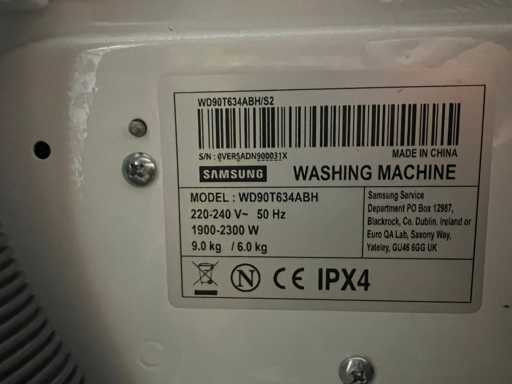 WD90T634ABH/S2
S/N : 0VER5ADN900031X
MADE IN CHINA
SAMSUNG WASHING MACHINE
MODEL : WD90T634ABH
220-240 V~ 50 Hz
1900-2300 W
9.0 kg / 6.0 kg
Samsung Service
Department PO Box 12987,
Blackrock, Co. Dublin. Ireland or
Euro QA Lab, Saxony Way,
Yateley, GU46 6GG UK
N CE IPX4